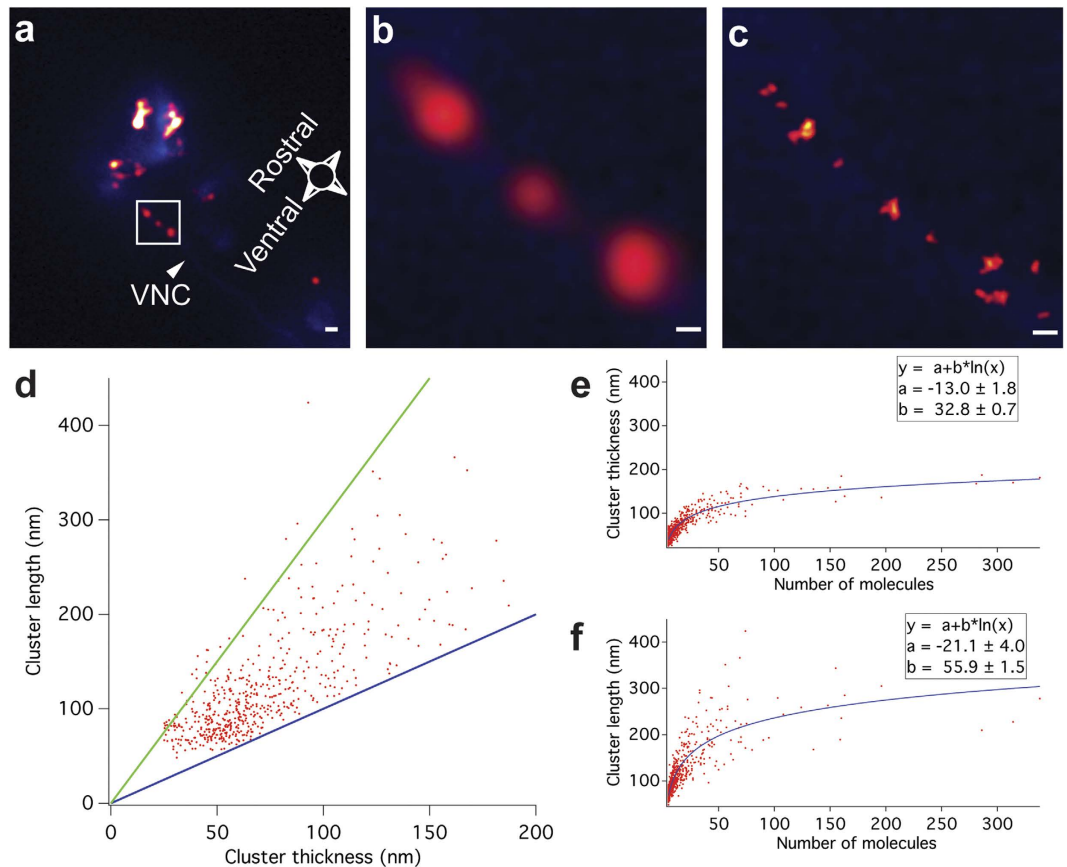 a
Rostral
Ventral
VNC
b
c
d
Cluster length (nm)
400
300
200
100
0
0 50 100 150 200
Cluster thickness (nm)
e
Cluster thickness (nm)
400
300
200
100
y = a+b*ln(x)
a = -13.0 ± 1.8
b = 32.8 ± 0.7
50 100 150 200 250 300
Number of molecules
f
Cluster length (nm)
400
300
200
100
y = a+b*ln(x)
a = -21.1 ± 4.0
b = 55.9 ± 1.5
50 100 150 200 250 300
Number of molecules